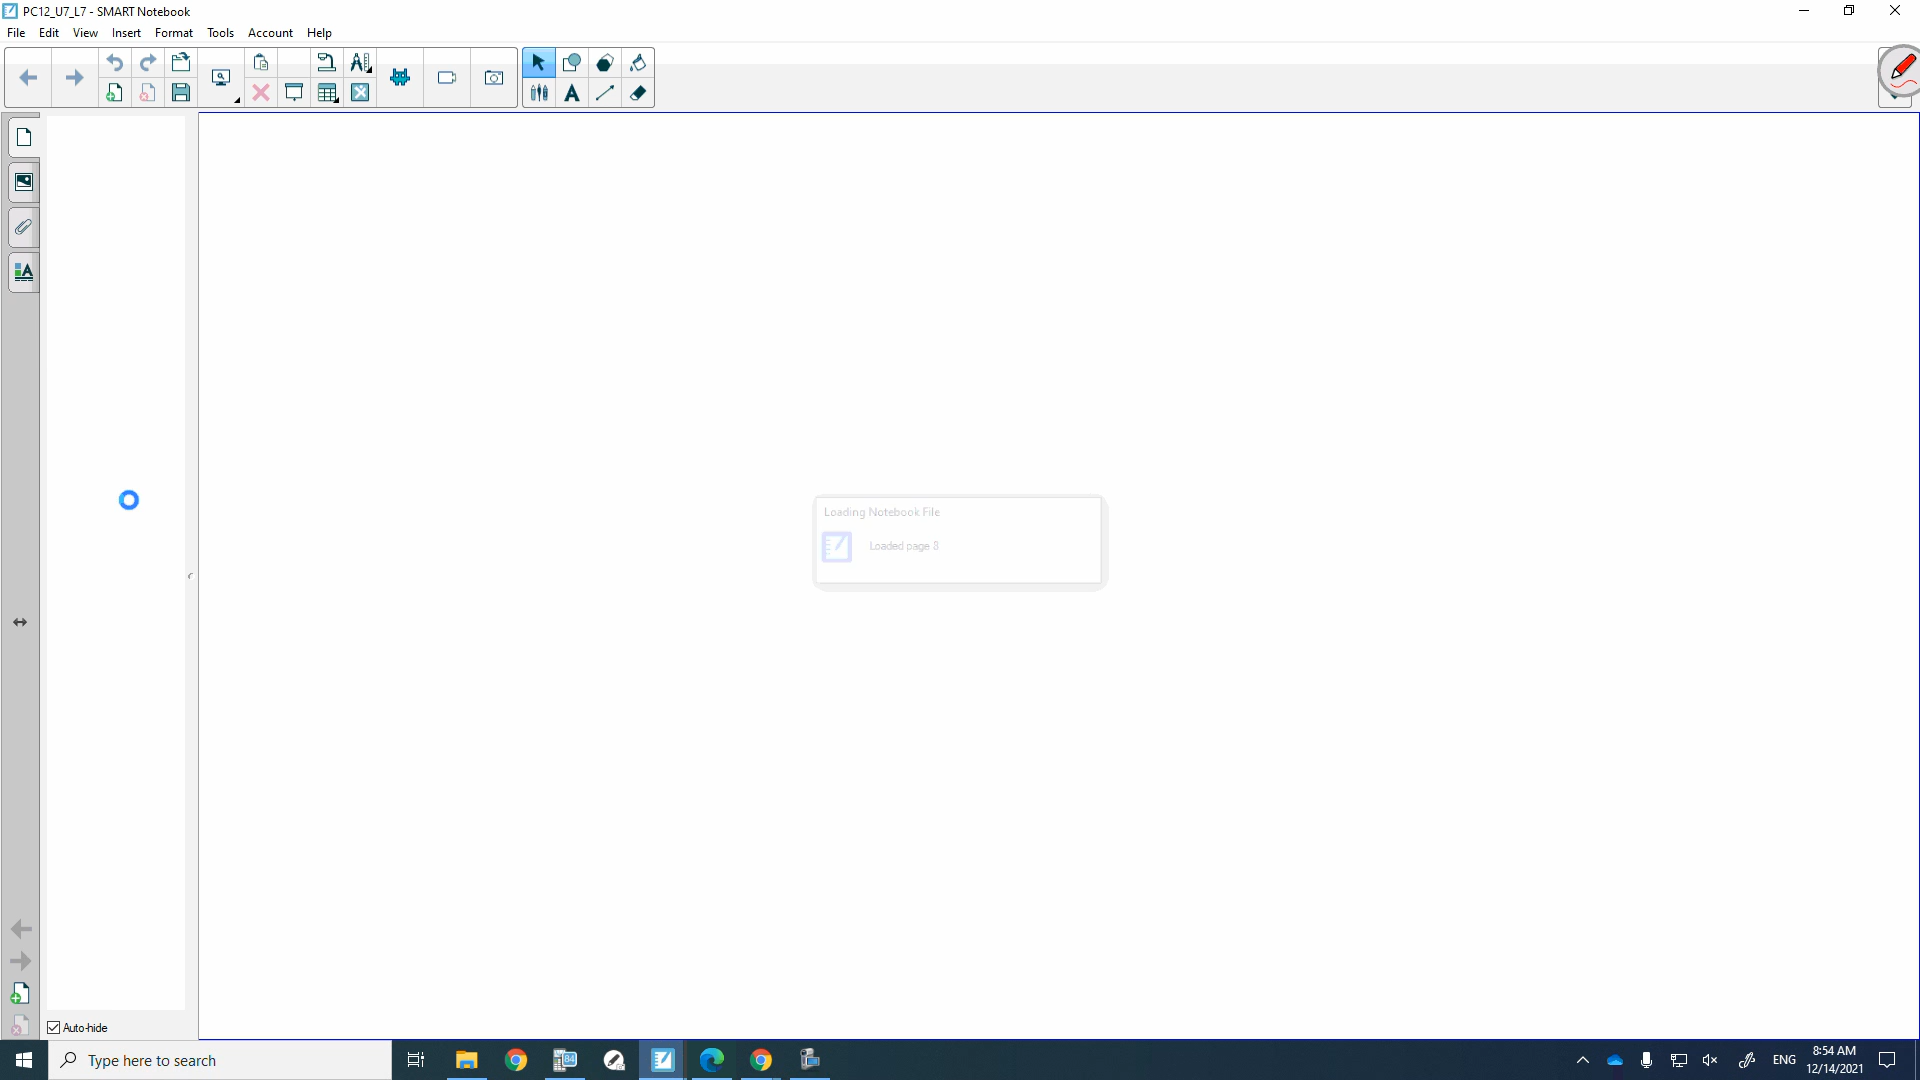 PC12_U7_L7 - SMART Notebook
File Edit View Insert Format Tools Account Help
Loading Notebook File
Loaded page 8
Auto-hide
Type here to search
84
ENG
8:54 AM
12/14/2021